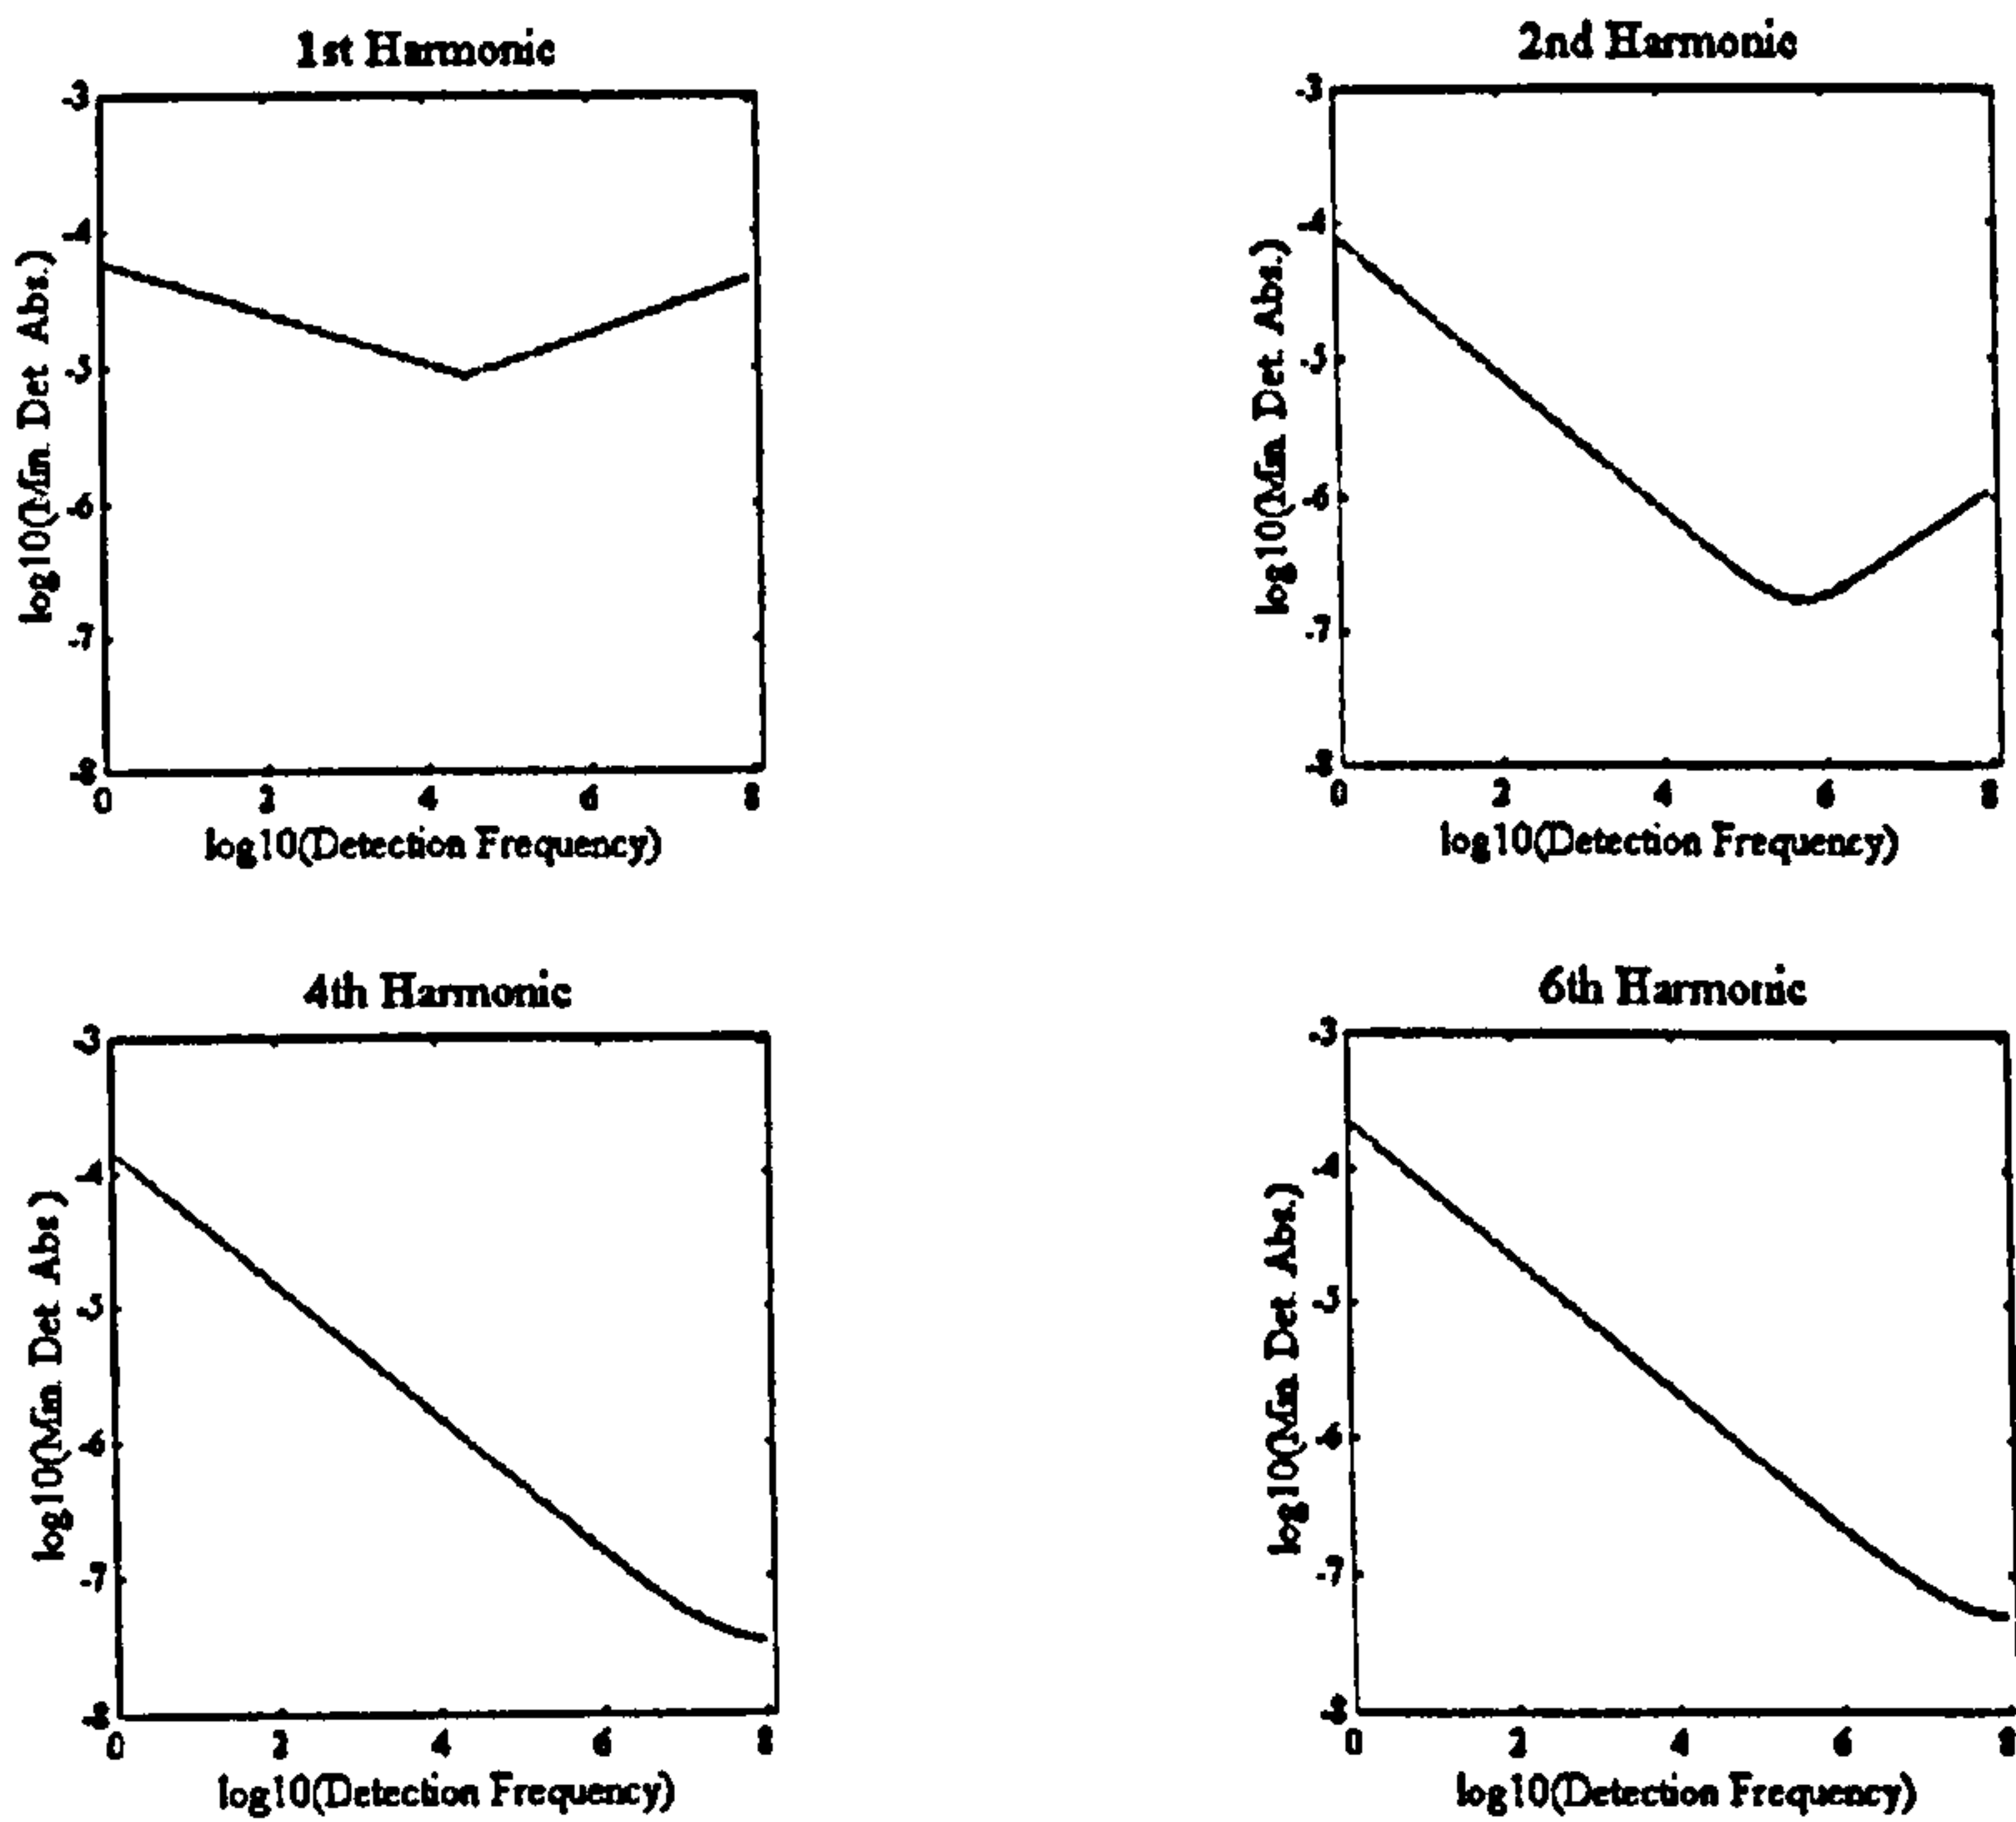 1st Harmonic
-3
-4
-5
-6
-7
-8
0 2 4 6 8
log10(Min Det Abs.)
log10(Detection Frequency)
2nd Harmonic
-3
-4
-5
-6
-7
-8
0 2 4 6 8
log10(Min Det. Abs.)
log10(Detection Frequency)
4th Harmonic
-3
-4
-5
-6
-7
-8
0 2 4 6 8
log10(Min Det Abs)
log10(Detection Frequency)
6th Harmonic
-3
-4
-5
-6
-7
-8
0 2 4 6 8
log10(Min Det Abs.)
log10(Detection Frequency)